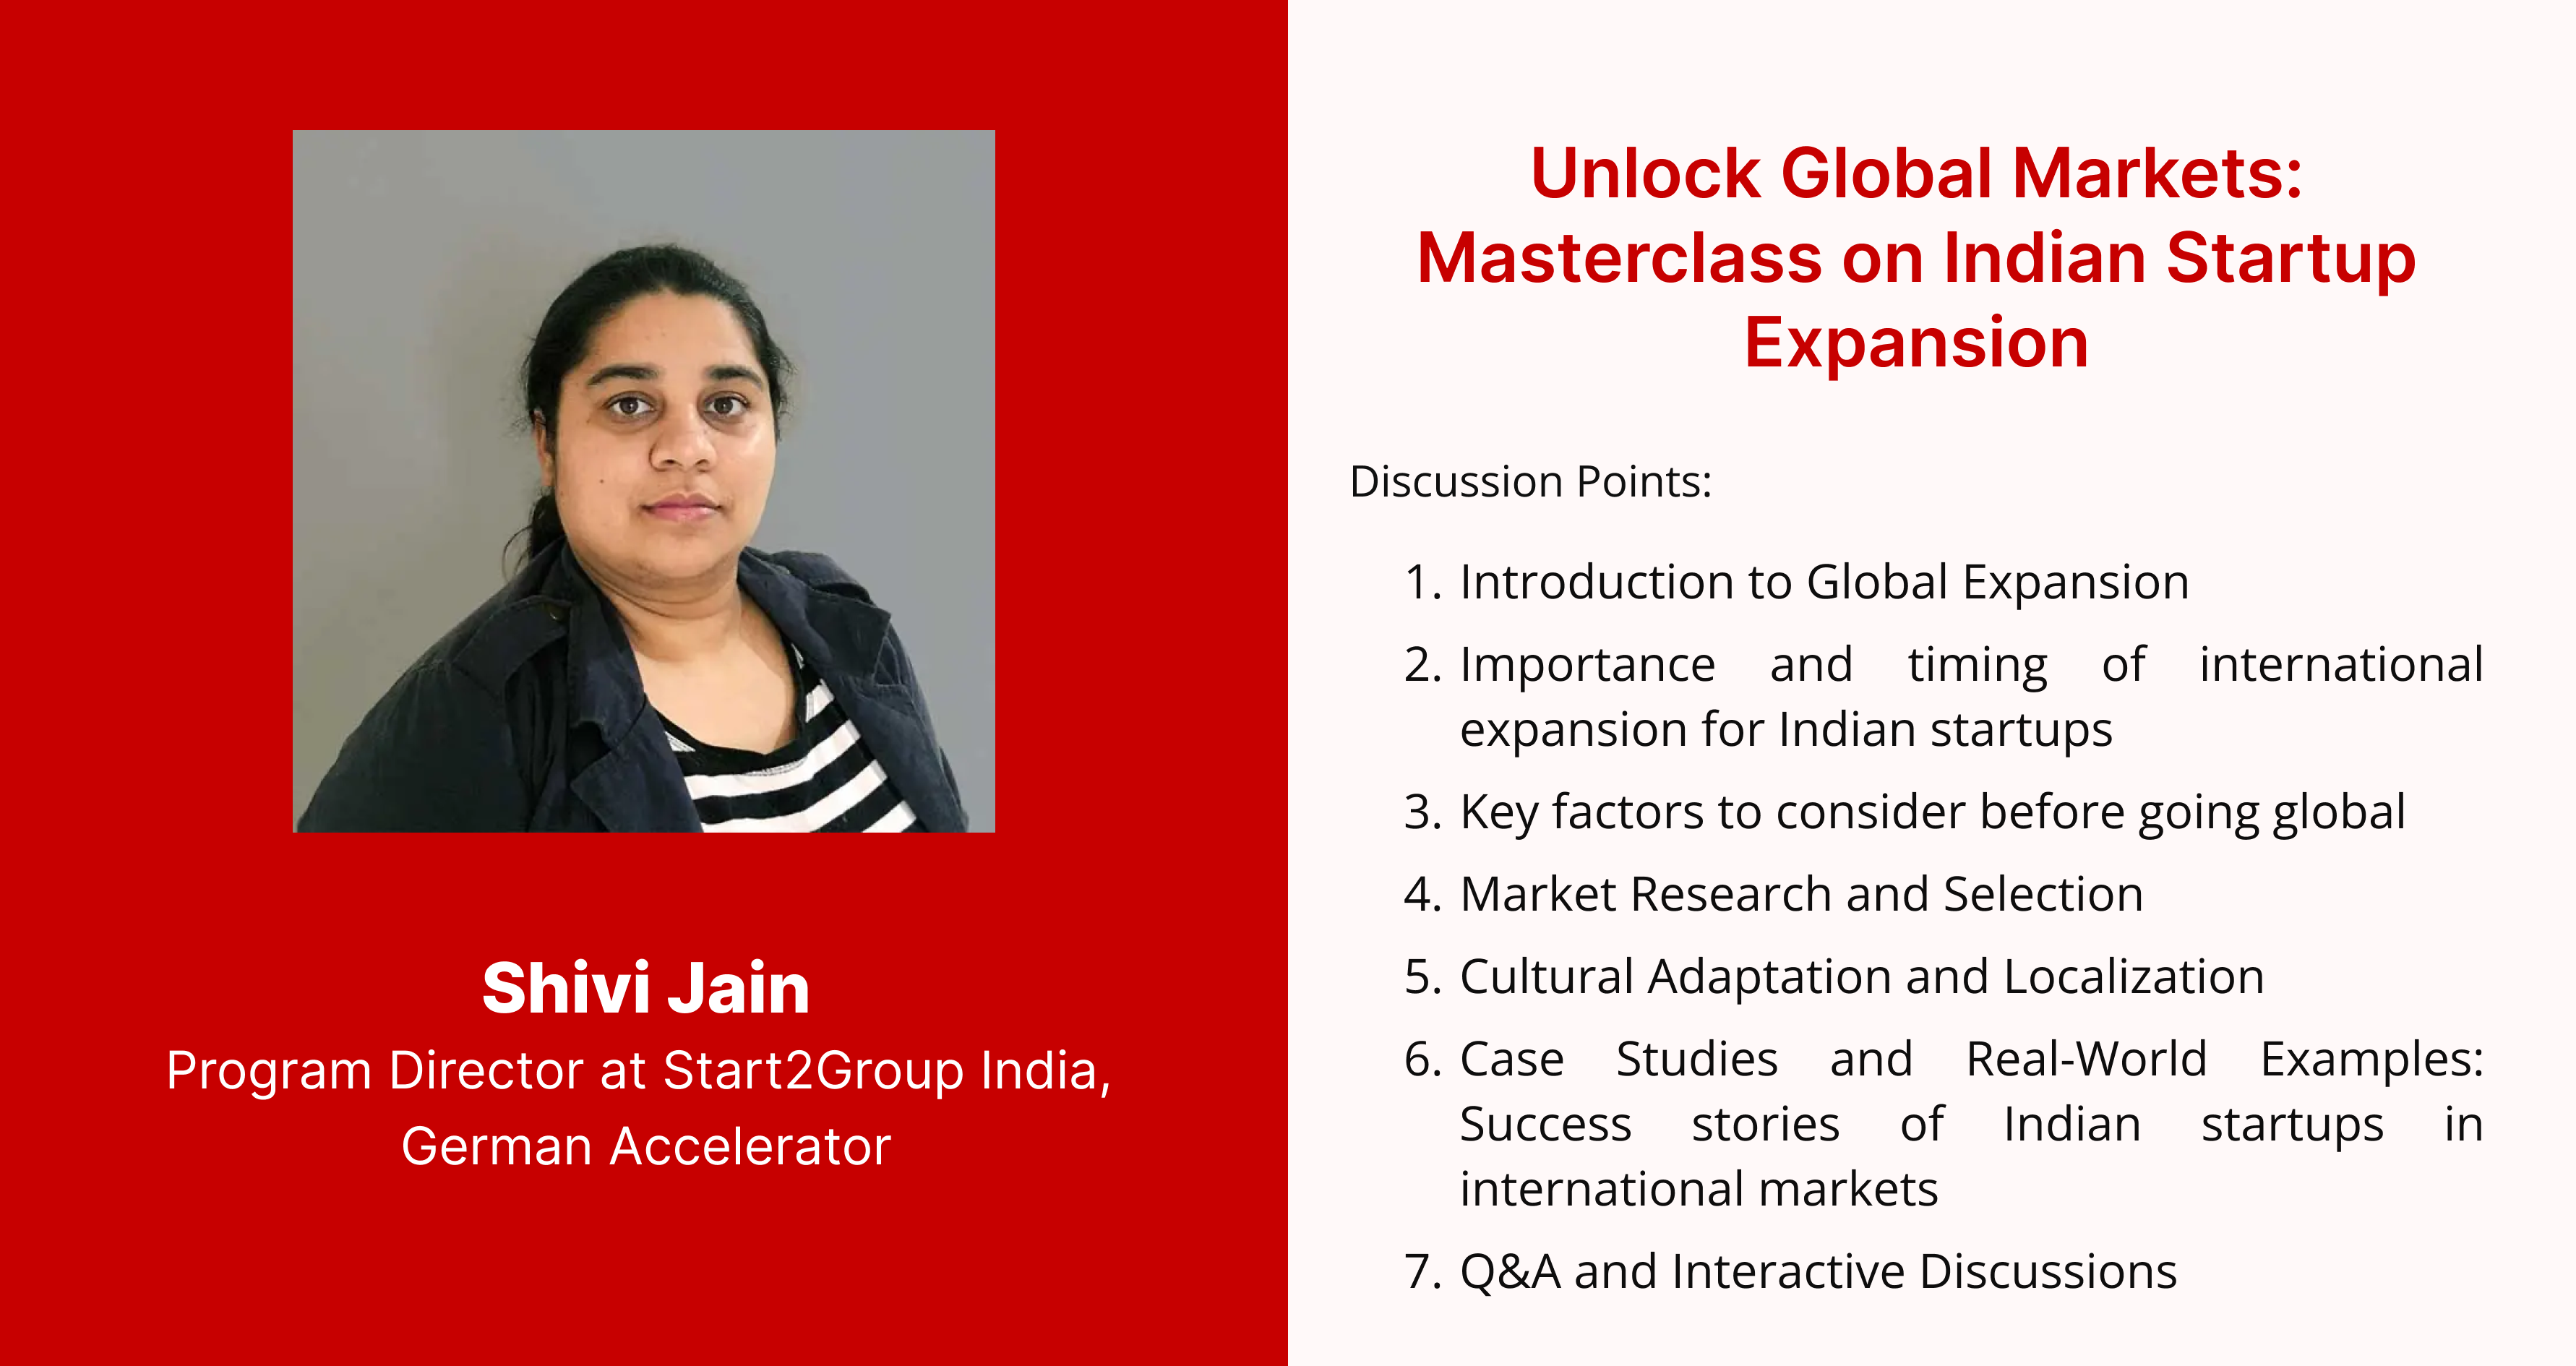 Shivi Jain
Program Director at Start2Group India,
German Accelerator
Unlock Global Markets:
Masterclass on Indian Startup
Expansion
Discussion Points:
1. Introduction to Global Expansion
2. Importance and timing of international
expansion for Indian startups
3. Key factors to consider before going global
4. Market Research and Selection
5. Cultural Adaptation and Localization
6. Case Studies and Real-World Examples:
Success stories of Indian startups in
international markets
7. Q&A and Interactive Discussions